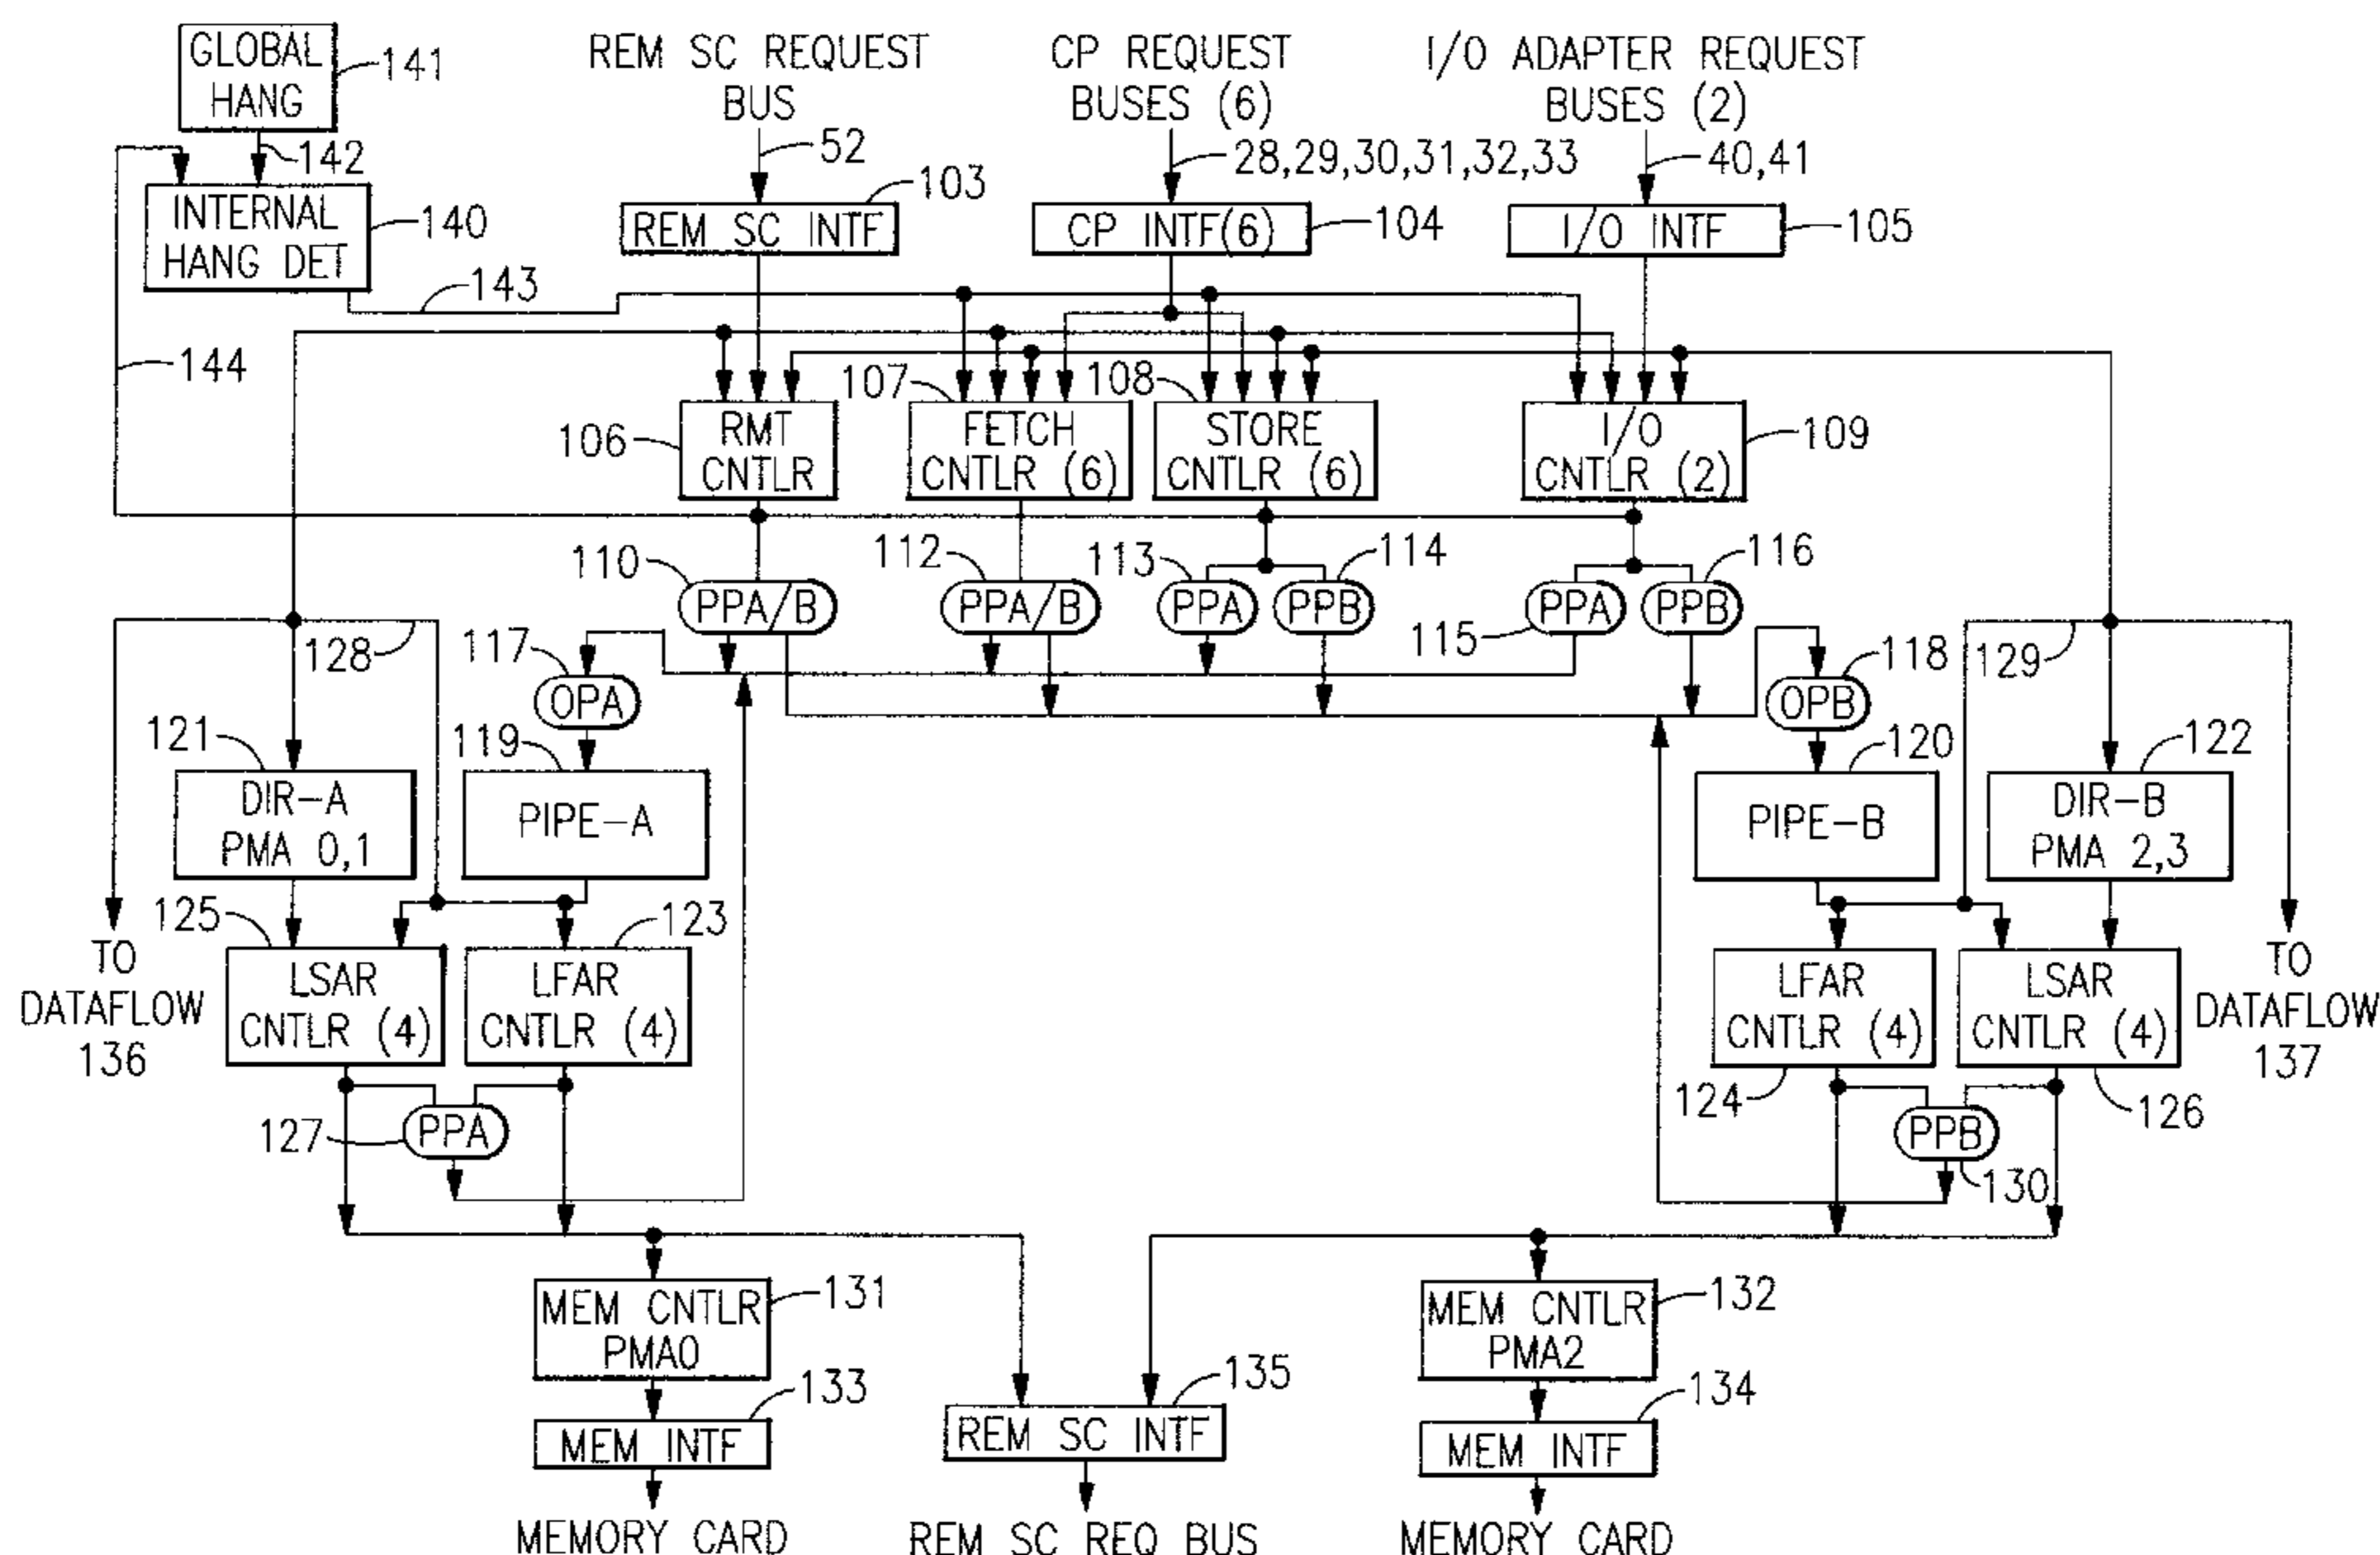 GLOBAL
HANG
141
REM SC REQUEST
BUS
CP REQUEST
BUSES (6)
I/O ADAPTER REQUEST
BUSES (2)
142
52
28,29,30,31,32,33
40,41
INTERNAL
HANG DET
140
103
REM SC INTF
CP INTF(6)
104
I/O INTF
105
143
144
107
108
106
RMT
CNTLR
FETCH
CNTLR (6)
STORE
CNTLR (6)
I/O
CNTLR (2)
109
110
112
113
114
116
PPA/B
PPA/B
PPA
PPB
PPA
PPB
115
128
117
OPA
118
OPB
129
121
119
120
122
DIR-A
PMA 0,1
PIPE-A
PIPE-B
DIR-B
PMA 2,3
125
123
TO
DATAFLOW
136
LSAR
CNTLR (4)
LFAR
CNTLR (4)
LFAR
CNTLR (4)
LSAR
CNTLR (4)
TO
DATAFLOW
137
124
126
127
PPA
PPB
130
MEM CNTLR
PMA0
131
MEM CNTLR
PMA2
132
133
135
134
MEM INTF
REM SC INTF
MEM INTF
MEMORY CARD
REM SC REQ BUS
MEMORY CARD